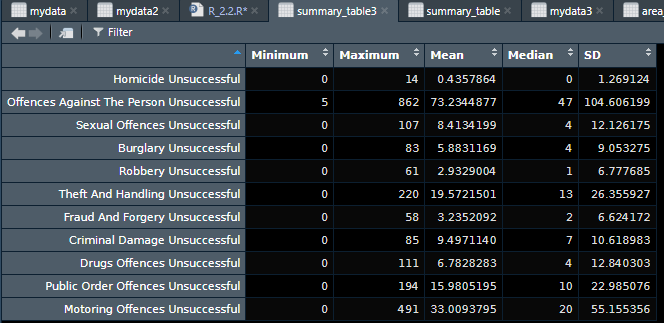 mydata mydata2 R_2.2.R* summary_table3 summary_table mydata3 area_
Filter
Minimum Maximum Mean Median SD
Homicide Unsuccessful 0 14 0.4357864 0 1.269124
Offences Against The Person Unsuccessful 5 862 73.2344877 47 104.606199
Sexual Offences Unsuccessful 0 107 8.4134199 4 12.126175
Burglary Unsuccessful 0 83 5.8831169 4 9.053275
Robbery Unsuccessful 0 61 2.9329004 1 6.777685
Theft And Handling Unsuccessful 0 220 19.5721501 13 26.355927
Fraud And Forgery Unsuccessful 0 58 3.2352092 2 6.624172
Criminal Damage Unsuccessful 0 85 9.4971140 7 10.618983
Drugs Offences Unsuccessful 0 111 6.7828283 4 12.840303
Public Order Offences Unsuccessful 0 194 15.9805195 10 22.985076
Motoring Offences Unsuccessful 0 491 33.0093795 20 55.155356